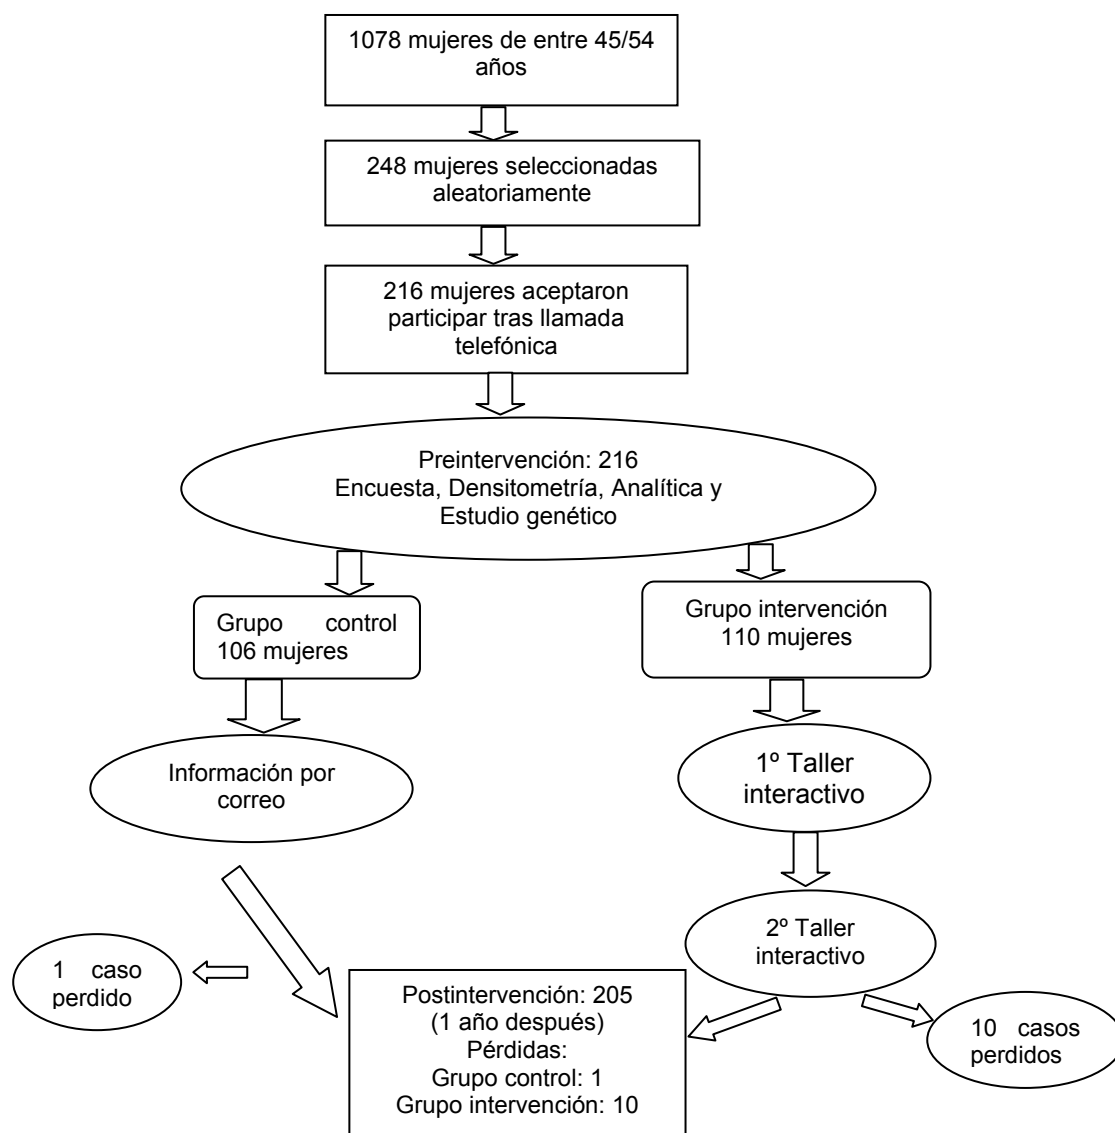 1078 mujeres de entre 45/54
años
248 mujeres seleccionadas
aleatoriamente
216 mujeres aceptaron
participar tras llamada
telefónica
Preintervención: 216
Encuesta, Densitometría, Analítica y
Estudio genético
Grupo control
106 mujeres
Grupo intervención
110 mujeres
Información por
correo
1º Taller
interactivo
2º Taller
interactivo
1 caso
perdido
Postintervención: 205
(1 año después)
Pérdidas:
Grupo control: 1
Grupo intervención: 10
10 casos
perdidos